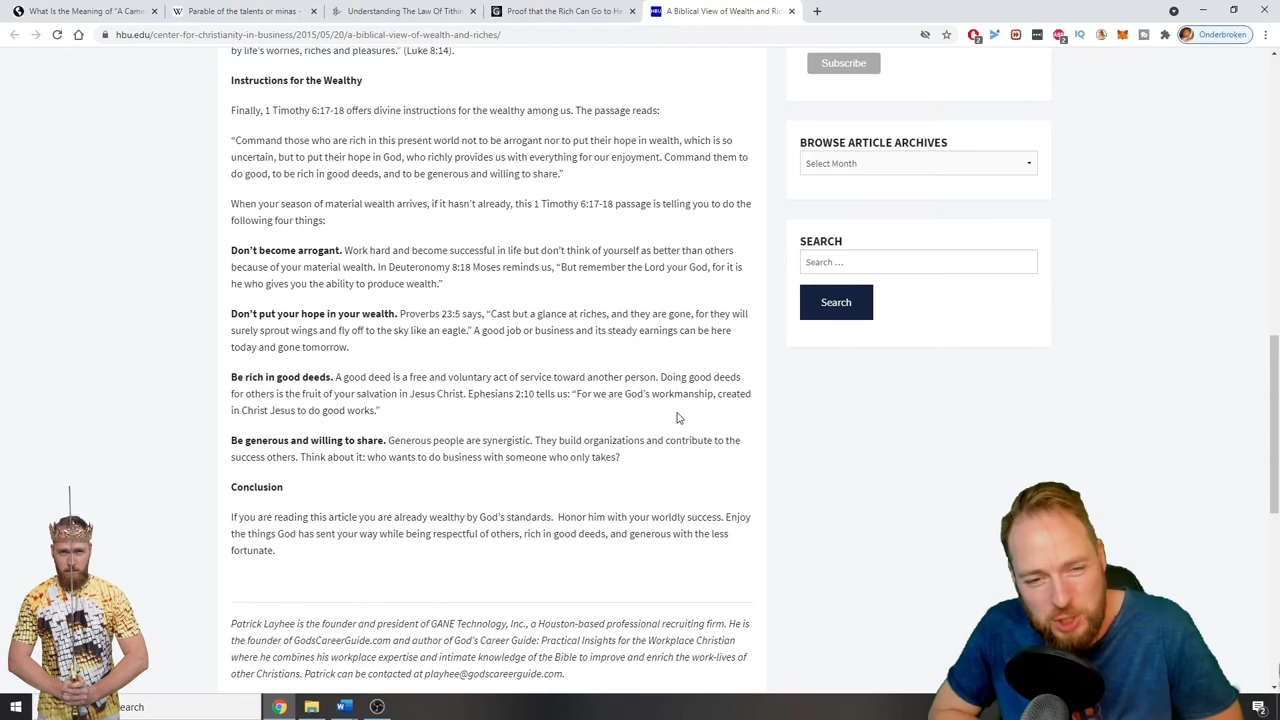 What Is the Meaning of "A Came
Parable of the talents or minas -
Understanding The Law Of Tithin
Proof that the Rich Can Go to He
A Biblical View of Wealth and Ric
hbu.edu/center-for-christianity-in-business/2015/05/20/a-biblical-view-of-wealth-and-riches/
Onderbroken
by life's worries, riches and pleasures." (Luke 8:14).
Instructions for the Wealthy
Finally, 1 Timothy 6:17-18 offers divine instructions for the wealthy among us. The passage reads:
"Command those who are rich in this present world not to be arrogant nor to put their hope in wealth, which is so
uncertain, but to put their hope in God, who richly provides us with everything for our enjoyment. Command them to
do good, to be rich in good deeds, and to be generous and willing to share."
When your season of material wealth arrives, if it hasn't already, this 1 Timothy 6:17-18 passage is telling you to do the
following four things:
Don't become arrogant. Work hard and become successful in life but don't think of yourself as better than others
because of your material wealth. In Deuteronomy 8:18 Moses reminds us, "But remember the Lord your God, for it is
he who gives you the ability to produce wealth."
Don't put your hope in your wealth. Proverbs 23:5 says, "Cast but a glance at riches, and they are gone, for they will
surely sprout wings and fly off to the sky like an eagle." A good job or business and its steady earnings can be here
today and gone tomorrow.
Be rich in good deeds. A good deed is a free and voluntary act of service toward another person. Doing good deeds
for others is the fruit of your salvation in Jesus Christ. Ephesians 2:10 tells us: "For we are God's workmanship, created
in Christ Jesus to do good works."
Be generous and willing to share. Generous people are synergistic. They build organizations and contribute to the
success others. Think about it: who wants to do business with someone who only takes?
Conclusion
If you are reading this article you are already wealthy by God's standards. Honor him with your worldly success. Enjoy
the things God has sent your way while being respectful of others, rich in good deeds, and generous with the less
fortunate.
Patrick Layhee is the founder and president of GANE Technology, Inc., a Houston-based professional recruiting firm. He is
the founder of GodsCareerGuide.com and author of God's Career Guide: Practical Insights for the Workplace Christian
where he combines his workplace expertise and intimate knowledge of the Bible to improve and enrich the work-lives of
other Christians. Patrick can be contacted at playhee@godscareerguide.com.
Subscribe
BROWSE ARTICLE ARCHIVES
Select Month
SEARCH
Search …
Search
earch